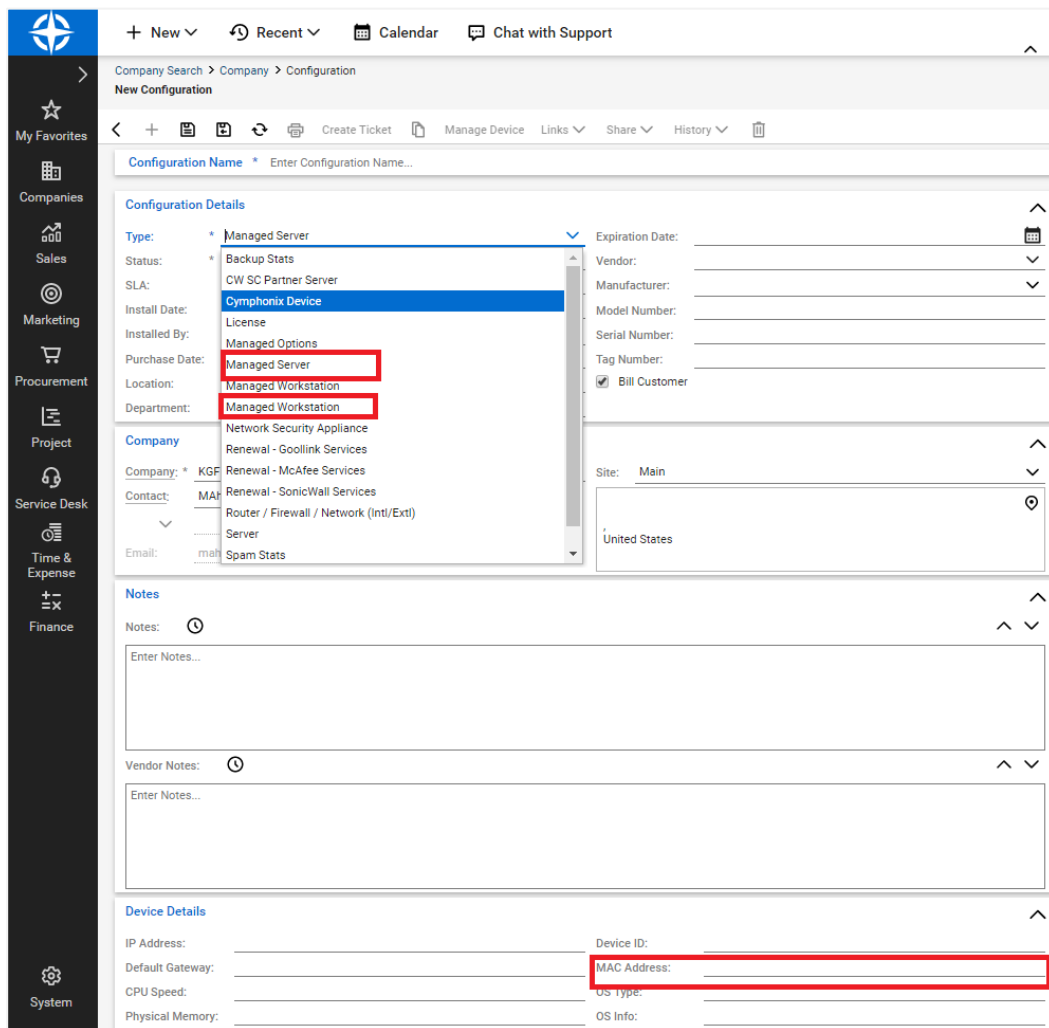 New
Recent
Calendar
Chat with Support
Company Search > Company > Configuration
New Configuration
Create Ticket
Manage Device
Links
Share
History
My Favorites
Companies
Sales
Marketing
Procurement
Project
Service Desk
Time &
Expense
Finance
System
Configuration Name * Enter Configuration Name...
Configuration Details
Type: * Managed Server
Status: *
SLA:
Install Date:
Installed By:
Purchase Date:
Location:
Department:
Backup Stats
CW SC Partner Server
Cymphonix Device
License
Managed Options
Managed Server
Managed Workstation
Managed Workstation
Network Security Appliance
Renewal - Goollink Services
Renewal - McAfee Services
Renewal - SonicWall Services
Router / Firewall / Network (Intl/Extl)
Server
Spam Stats
Expiration Date:
Vendor:
Manufacturer:
Model Number:
Serial Number:
Tag Number:
Bill Customer
Company
Company: * KGF
Contact: MAh
Email: mah
Site: Main
,
United States
Notes
Notes:
Enter Notes...
Vendor Notes:
Enter Notes...
Device Details
IP Address:
Default Gateway:
CPU Speed:
Physical Memory:
Device ID:
MAC Address:
OS Type:
OS Info: